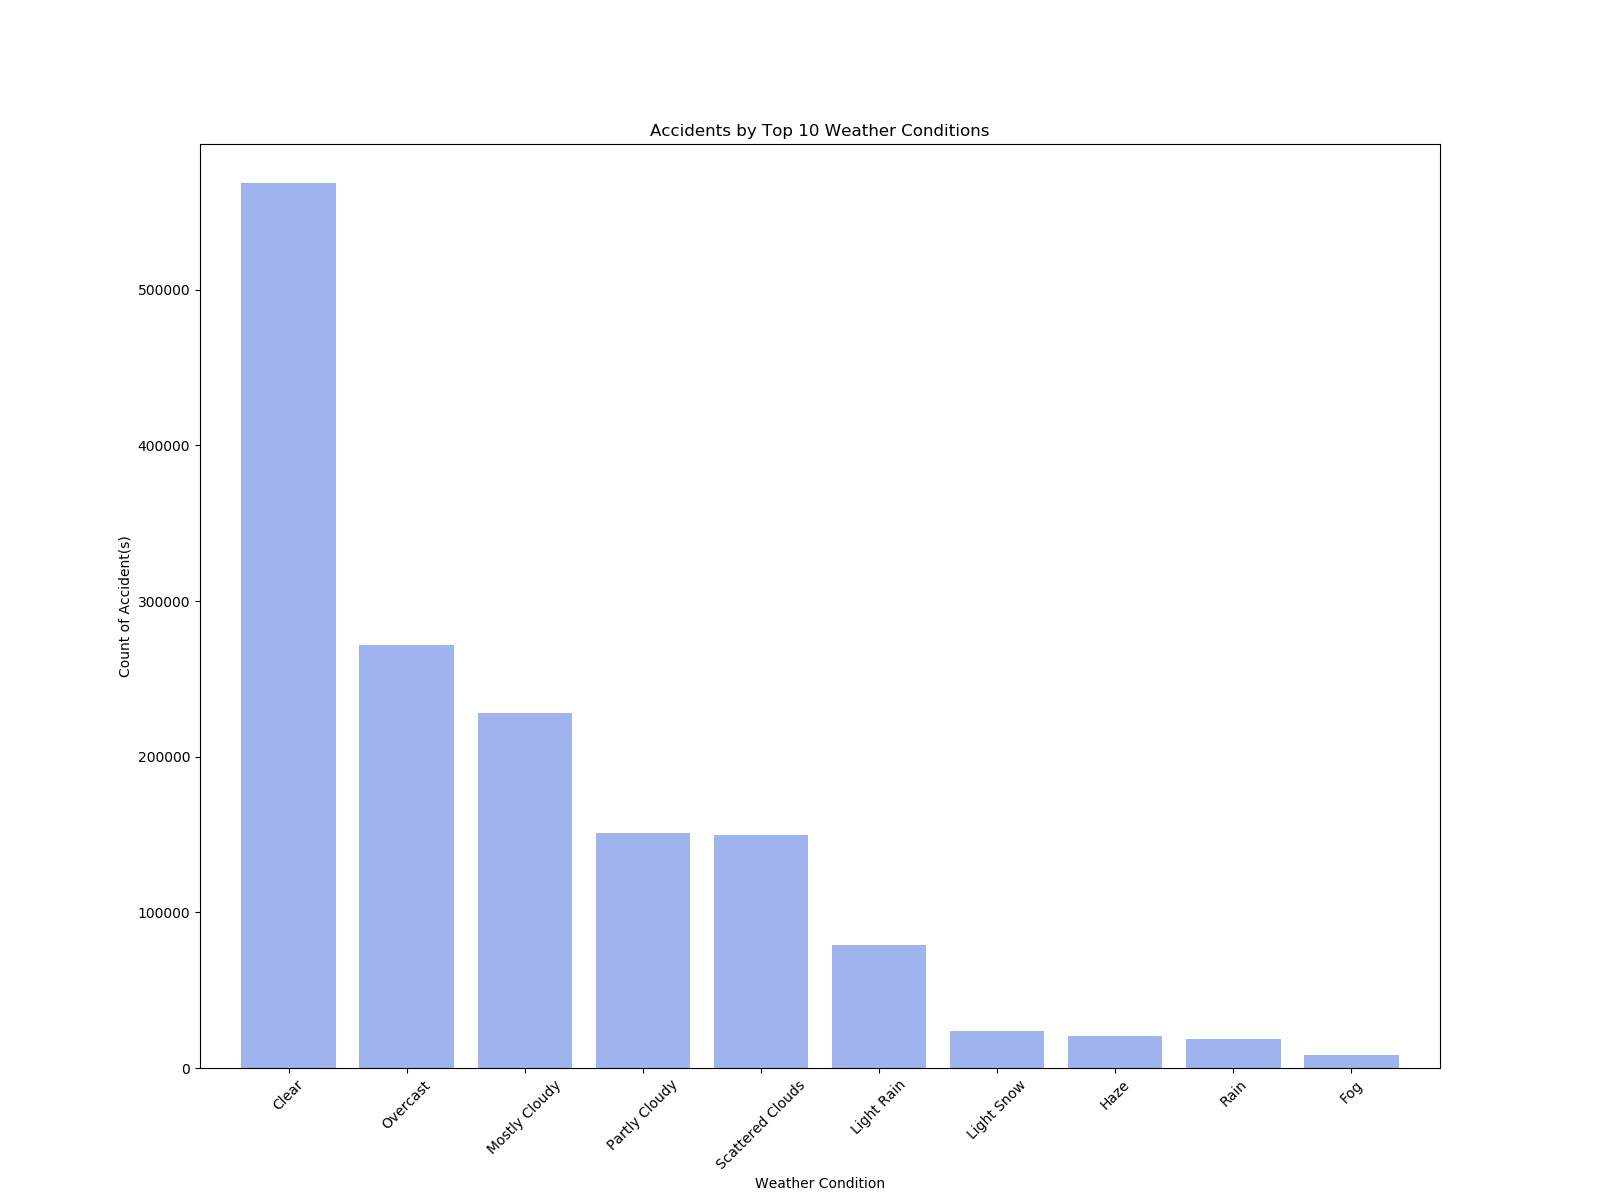 Accidents by Top 10 Weather Conditions
500000
400000
300000
200000
100000
0
Count of Accident(s)
Clear
Overcast
Mostly Cloudy
Partly Cloudy
Scattered Clouds
Light Rain
Light Snow
Haze
Rain
Fog
Weather Condition